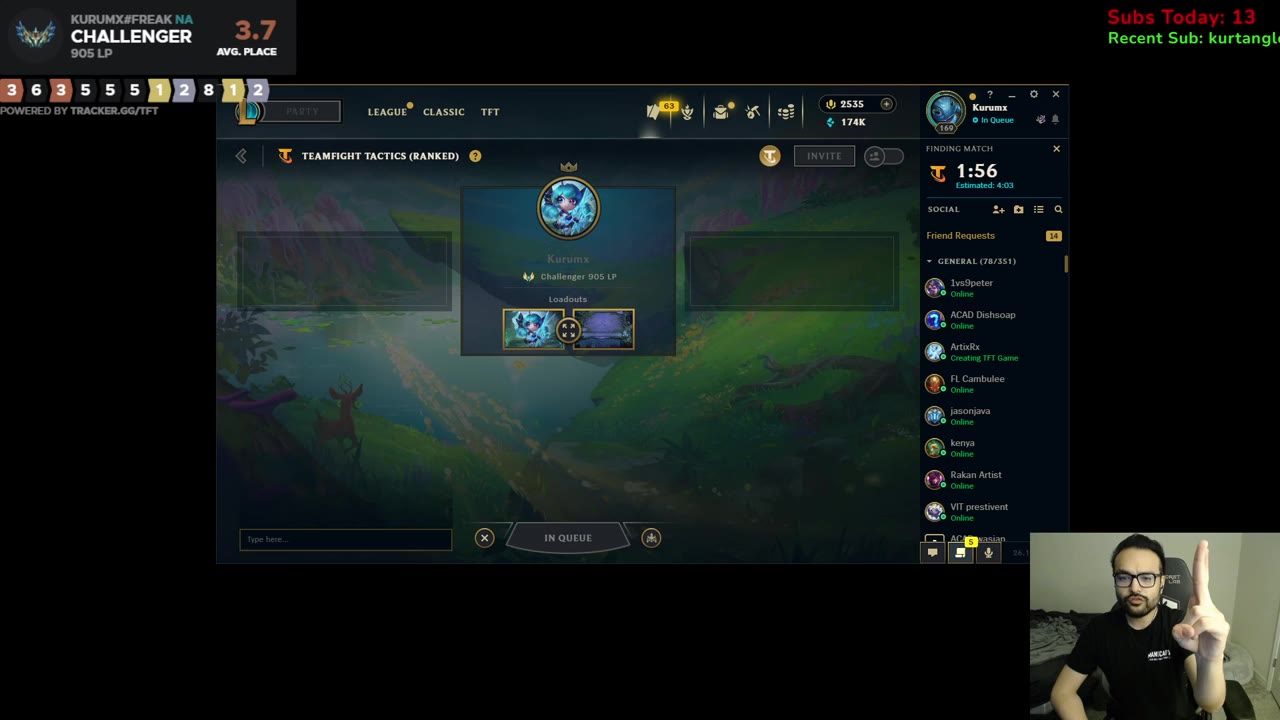 KURUMX#FREAK NA
CHALLENGER
905 LP
3.7
AVG. PLACE
3 6 3 5 5 5 1 2 8 1 2
POWERED BY TRACKER.GG/TFT
Subs Today: 13
Recent Sub: kurtangl
PARTY
LEAGUE
CLASSIC
TFT
63
2535
174K
169
Kurumx
In Queue
TEAMFIGHT TACTICS (RANKED)
INVITE
FINDING MATCH
1:56
Estimated: 4:03
SOCIAL
Friend Requests
14
GENERAL (78/351)
1vs9peter
Online
ACAD Dishsoap
Online
ArtixRx
Creating TFT Game
FL Cambulee
Online
jasonjava
Online
kenya
Online
Rakan Artist
Online
VIT prestivent
Online
5
26.1
Kurumx
Challenger 905 LP
Loadouts
Type here...
IN QUEUE